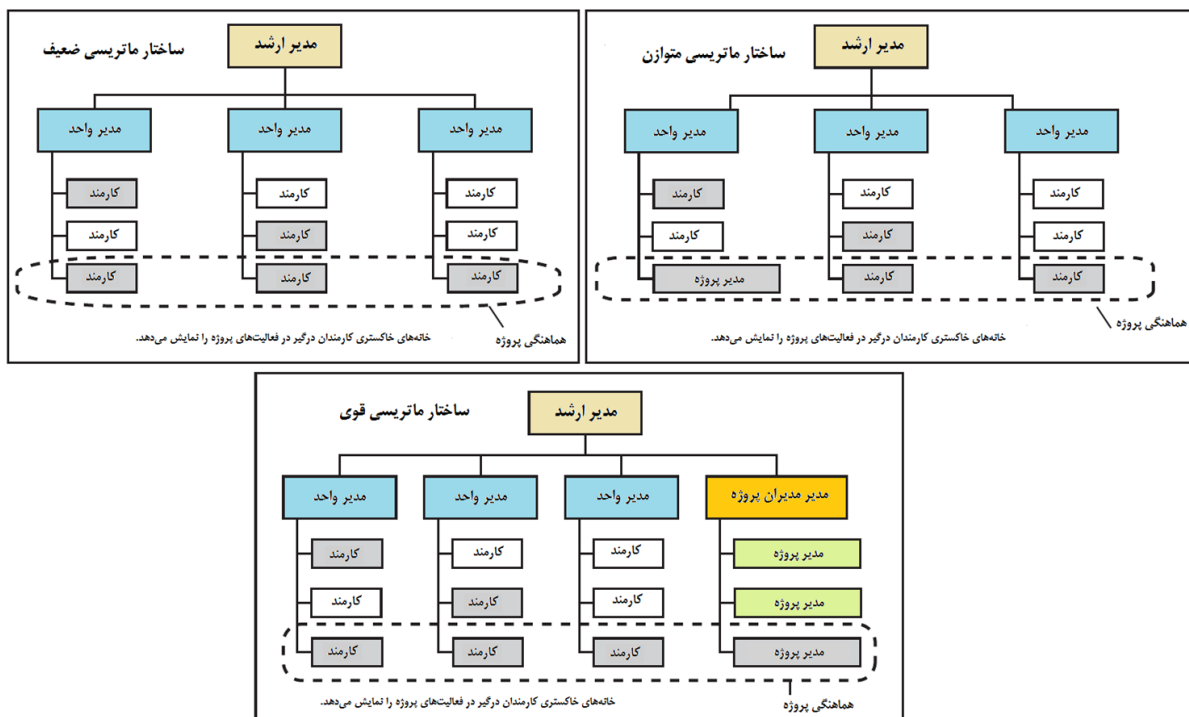 ساختار ماتریسی ضعیف
مدیر ارشد
مدیر واحد
مدیر واحد
مدیر واحد
کارمند
کارمند
کارمند
کارمند
کارمند
کارمند
کارمند
کارمند
کارمند
هماهنگی پروژه
خانه‌های خاکستری کارمندان درگیر در فعالیت‌های پروژه را نمایش می‌دهد.
ساختار ماتریسی متوازن
مدیر ارشد
مدیر واحد
مدیر واحد
مدیر واحد
کارمند
کارمند
کارمند
کارمند
کارمند
کارمند
مدیر پروژه
کارمند
کارمند
هماهنگی پروژه
خانه‌های خاکستری کارمندان درگیر در فعالیت‌های پروژه را نمایش می‌دهد.
ساختار ماتریسی قوی
مدیر ارشد
مدیر واحد
مدیر واحد
مدیر واحد
مدیر مدیران پروژه
کارمند
کارمند
کارمند
مدیر پروژه
کارمند
کارمند
کارمند
مدیر پروژه
کارمند
کارمند
کارمند
مدیر پروژه
هماهنگی پروژه
خانه‌های خاکستری کارمندان درگیر در فعالیت‌های پروژه را نمایش می‌دهد.